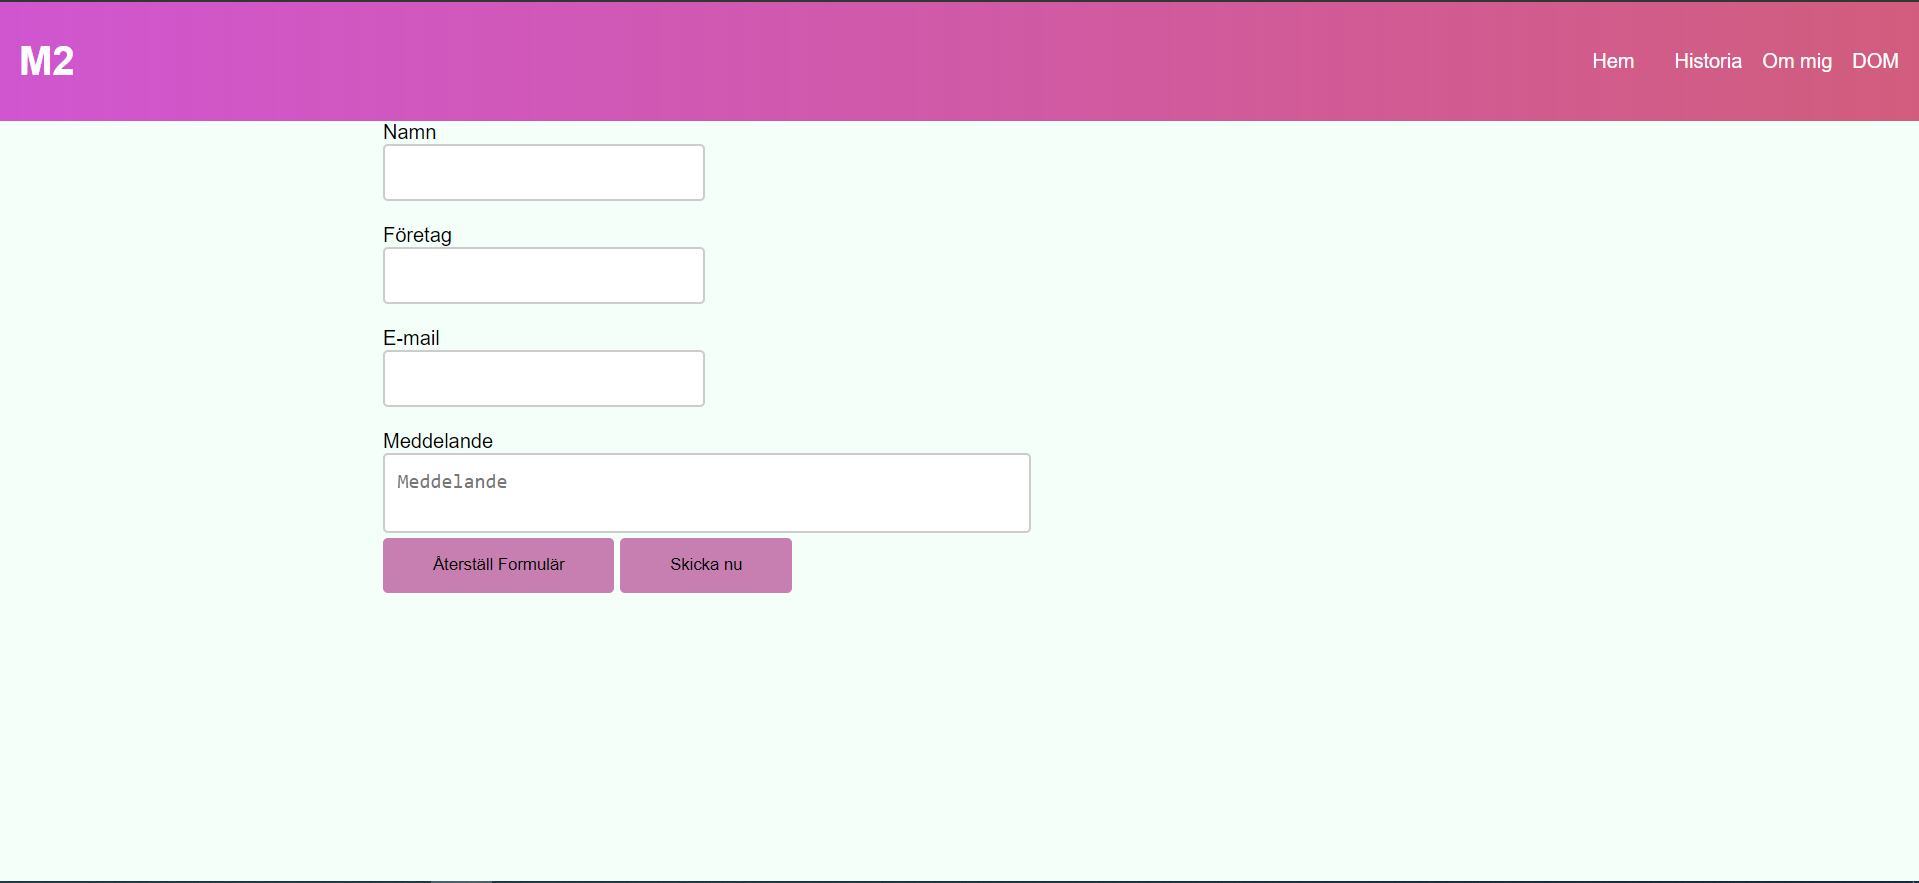 M2
Hem Historia Om mig DOM
Namn
Företag
E-mail
Meddelande
Meddelande
Återställ Formulär Skicka nu